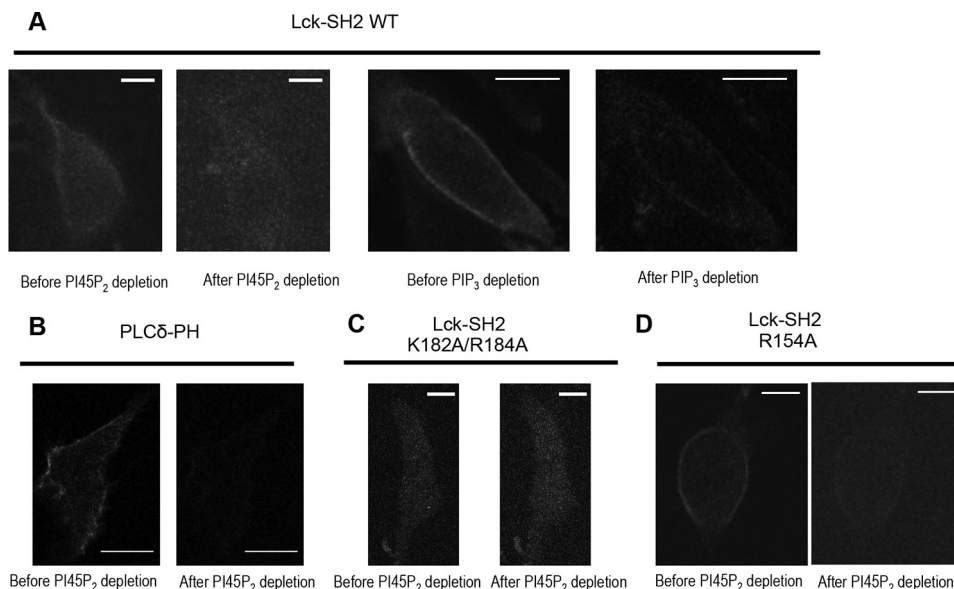 A
Lck-SH2 WT
Before PI45P₂ depletion
After PI45P₂ depletion
Before PIP₃ depletion
After PIP₃ depletion
B
PLCδ-PH
Before PI45P₂ depletion
After PI45P₂ depletion
C
Lck-SH2
K182A/R184A
Before PI45P₂ depletion
After PI45P₂ depletion
D
Lck-SH2
R154A
Before PI45P₂ depletion
After PI45P₂ depletion